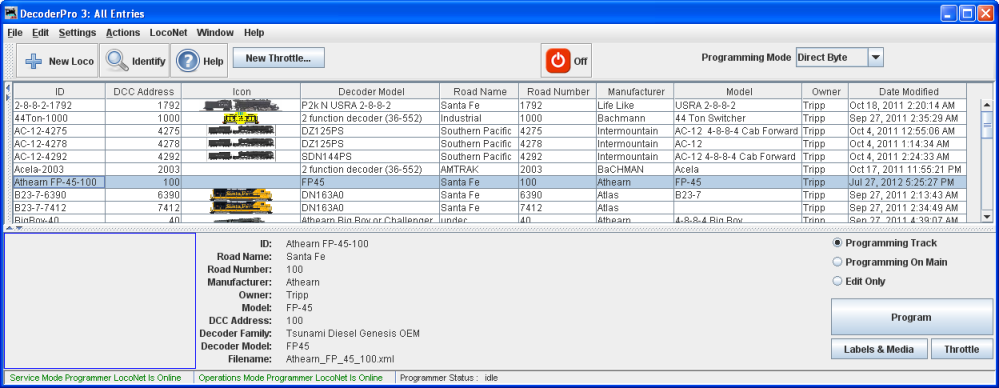 DecoderPro 3: All Entries
File Edit Settings Actions LocoNet Window Help
New Loco Identify Help New Throttle... Off Programming Mode Direct Byte
ID DCC Address Icon Decoder Model Road Name Road Number Manufacturer Model Owner Date Modified
2-8-8-2-1792 1792 P2k N USRA 2-8-8-2 Santa Fe 1792 Life Like USRA 2-8-8-2 Tripp Oct 18, 2011 2:20:14 AM
44Ton-1000 1000 2 function decoder (36-552) Industrial 1000 Bachmann 44 Ton Switcher Tripp Sep 27, 2011 2:35:29 AM
AC-12-4275 4275 DZ125PS Southern Pacific 4275 Intermountain AC-12 4-8-8-4 Cab Forward Tripp Oct 4, 2011 12:55:06 AM
AC-12-4278 4278 DZ125PS Southern Pacific 4278 Intermountain AC-12 Tripp Oct 4, 2011 1:14:34 AM
AC-12-4292 4292 SDN144PS Southern Pacific 4292 Intermountain AC-12 4-8-8-4 Cab Forward Tripp Oct 4, 2011 2:24:33 AM
Acela-2003 2003 2 function decoder (36-552) AMTRAK 2003 BaCHMAN Acela Tripp Oct 17, 2011 11:55:21 PM
Athearn FP-45-100 100 FP45 Santa Fe 100 Athearn FP-45 Tripp Jul 27, 2012 5:25:27 PM
B23-7-6390 6390 DN163A0 Santa Fe 6390 Atlas B23-7 Tripp Sep 27, 2011 2:13:43 AM
B23-7-7412 7412 DN163A0 Santa Fe 7412 Atlas Tripp Sep 27, 2011 2:34:49 AM
BigBoy-40 40 Athearn Big Boy or Challenger under 40 Athearn 4-8-8-4 Big Boy Tripp Sep 27, 2011 4:39:07 AM
ID: Athearn FP-45-100
Road Name: Santa Fe
Road Number: 100
Manufacturer: Athearn
Owner: Tripp
Model: FP-45
DCC Address: 100
Decoder Family: Tsunami Diesel Genesis OEM
Decoder Model: FP45
Filename: Athearn_FP_45_100.xml
Programming Track
Programming On Main
Edit Only
Program
Labels & Media Throttle
Service Mode Programmer LocoNet Is Online Operations Mode Programmer LocoNet Is Online Programmer Status : idle